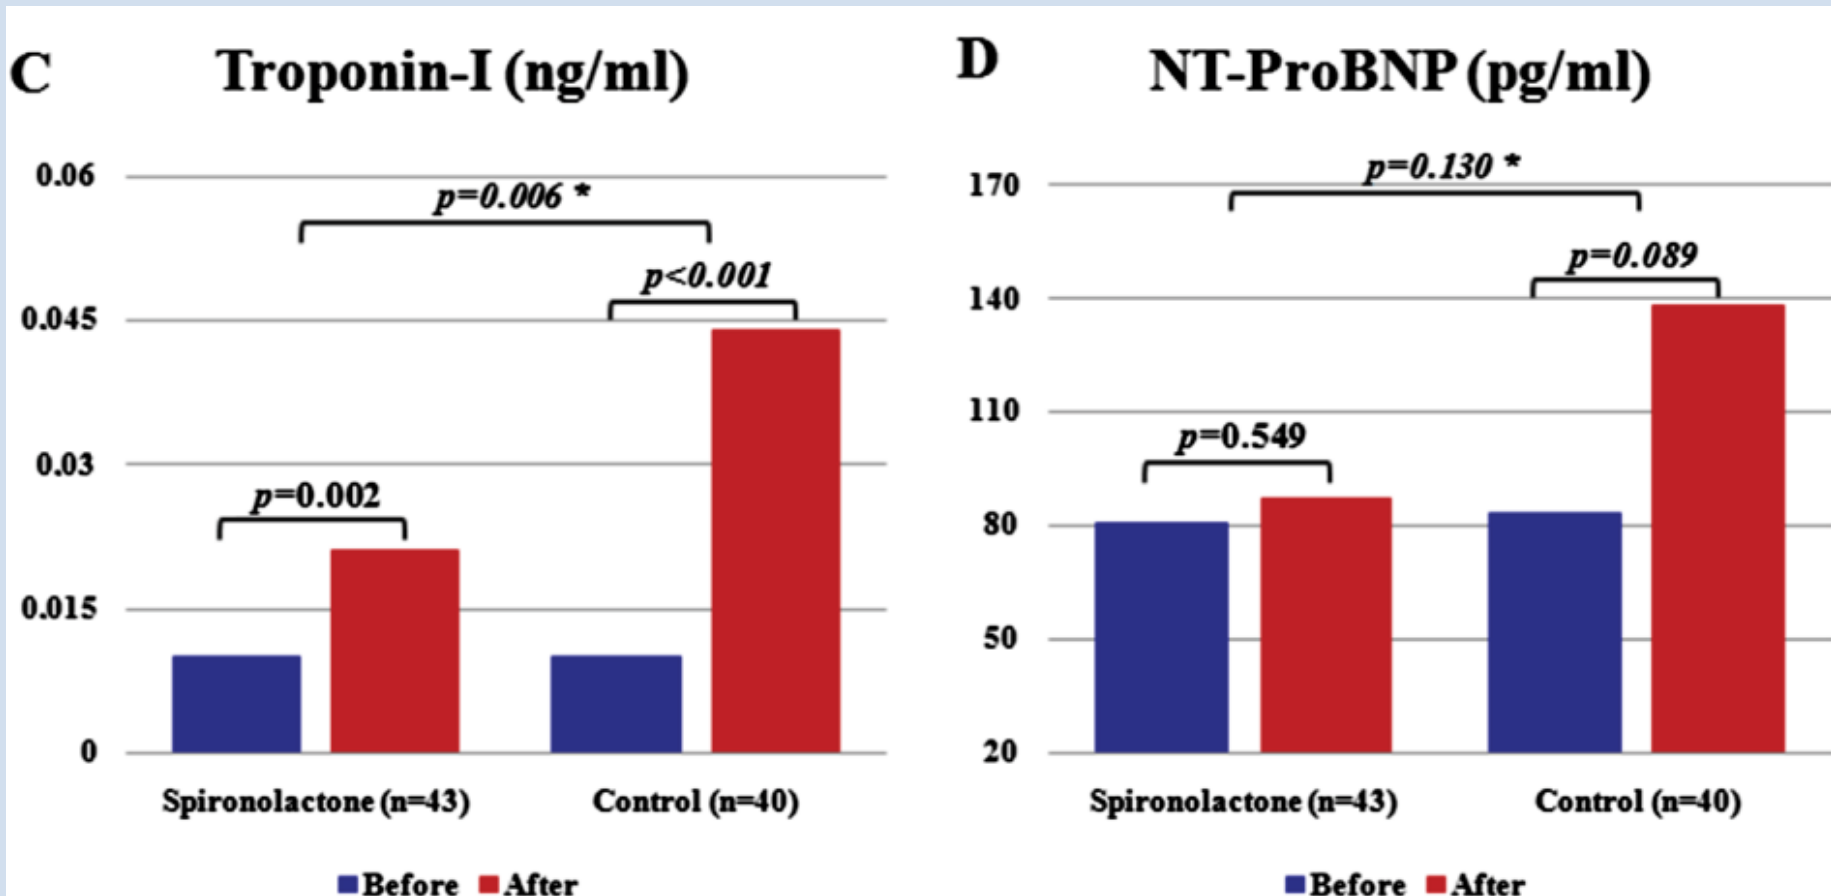 C
Troponin-I (ng/ml)
0.06
0.045
0.03
0.015
0
p=0.006 *
p<0.001
p=0.002
Spironolactone (n=43)
Control (n=40)
Before
After
D
NT-ProBNP (pg/ml)
170
140
110
80
50
20
p=0.130 *
p=0.089
p=0.549
Spironolactone (n=43)
Control (n=40)
Before
After